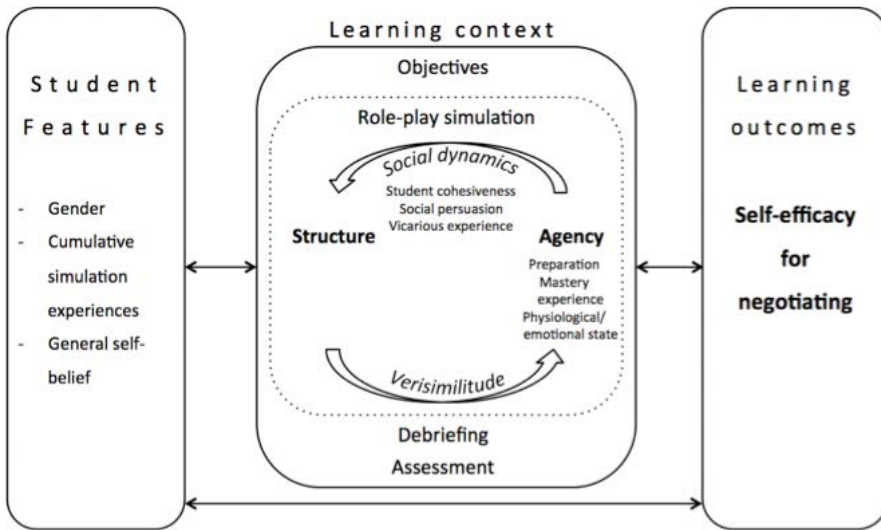 Student
Features
- Gender
- Cumulative
simulation
experiences
- General self-
belief
Learning context
Objectives
Role-play simulation
Social dynamics
Student cohesiveness
Social persuasion
Vicarious experience
Structure
Agency
Preparation
Mastery
experience
Physiological/
emotional state
Verisimilitude
Debriefing
Assessment
Learning
outcomes
Self-efficacy
for
negotiating